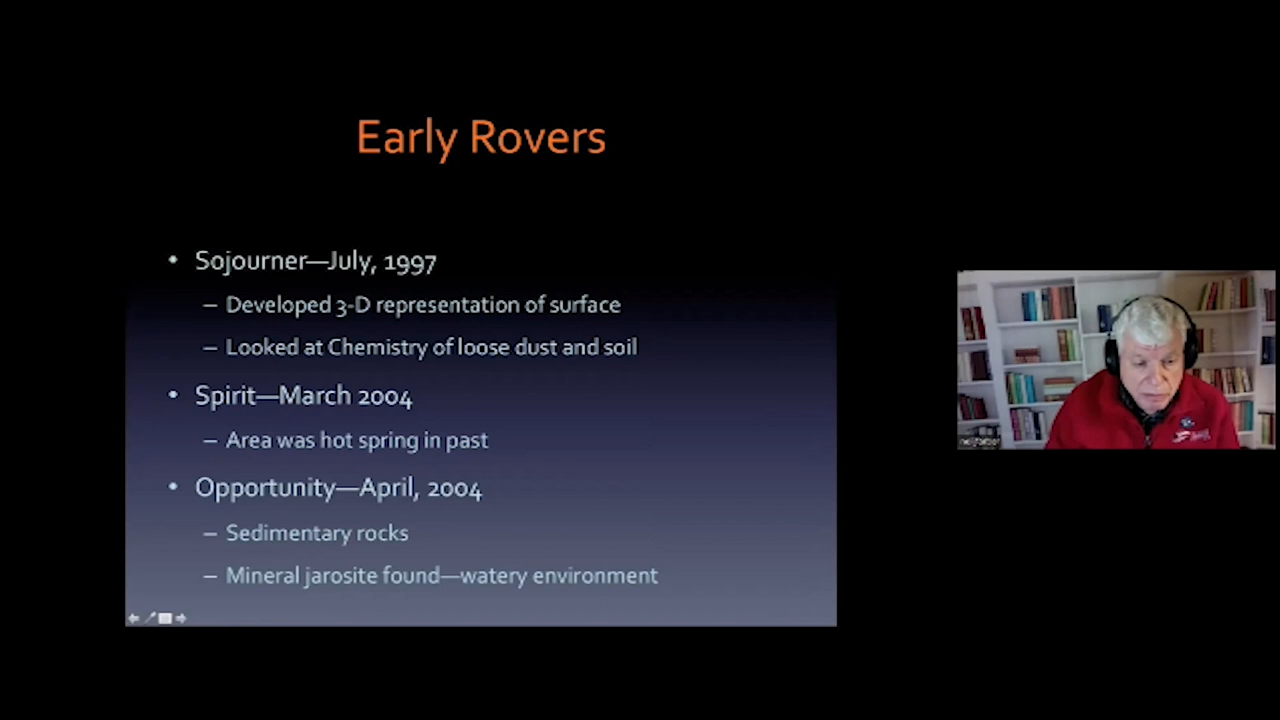 Early Rovers
• Sojourner—July, 1997
– Developed 3-D representation of surface
– Looked at Chemistry of loose dust and soil
• Spirit—March 2004
– Area was hot spring in past
• Opportunity—April, 2004
– Sedimentary rocks
– Mineral jarosite found—watery environment